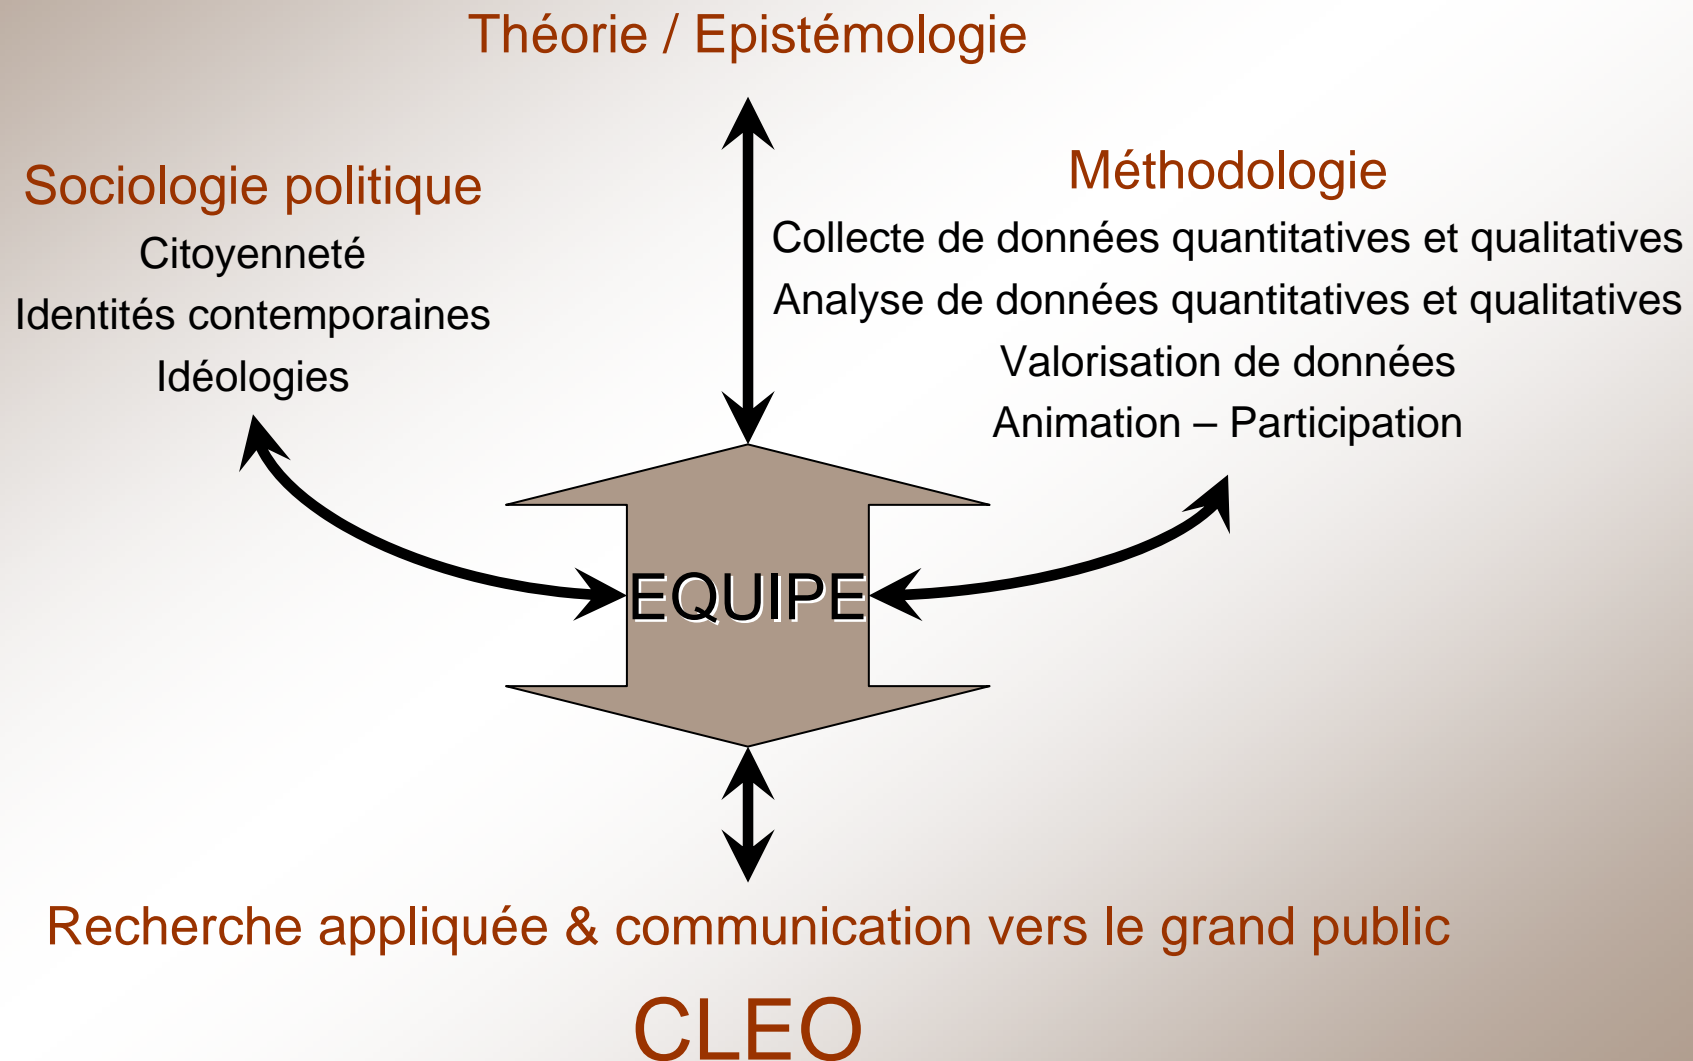 Théorie / Epistémologie
Sociologie politique
Citoyenneté
Identités contemporaines
Idéologies
Méthodologie
Collecte de données quantitatives et qualitatives
Analyse de données quantitatives et qualitatives
Valorisation de données
Animation – Participation
EQUIPE
Recherche appliquée & communication vers le grand public
CLEO